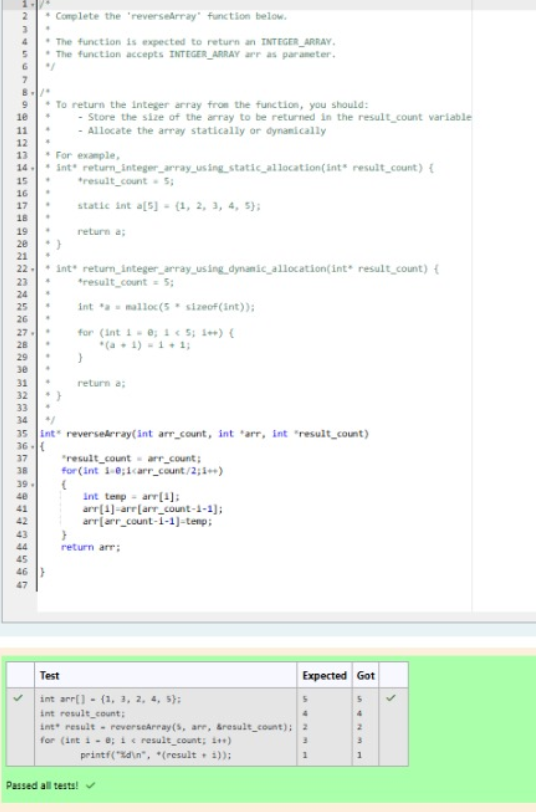 1 /*
2 * Complete the 'reverseArray' function below.
3 *
4 * The function is expected to return an INTEGER_ARRAY.
5 * The function accepts INTEGER_ARRAY arr as parameter.
6 */
7
8 /*
9 * To return the integer array from the function, you should:
10 * - Store the size of the array to be returned in the result_count variable
11 * - Allocate the array statically or dynamically
12 *
13 * For example,
14 * int* return_integer_array_using_static_allocation(int* result_count) {
15 * *result_count = 5;
16 *
17 * static int a[5] = {1, 2, 3, 4, 5};
18 *
19 * return a;
20 * }
21 *
22 * int* return_integer_array_using_dynamic_allocation(int* result_count) {
23 * *result_count = 5;
24 *
25 * int *a = malloc(5 * sizeof(int));
26 *
27 * for (int i = 0; i < 5; i++) {
28 * *(a + i) = i + 1;
29 * }
30 *
31 * return a;
32 * }
33 *
34 */
35 int* reverseArray(int arr_count, int *arr, int *result_count)
36 {
37 *result_count = arr_count;
38 for(int i=0;i<arr_count/2;i++)
39 {
40 int temp = arr[i];
41 arr[i]=arr[arr_count-i-1];
42 arr[arr_count-i-1]=temp;
43 }
44 return arr;
45
46 }
47
Test Expected Got
int arr[] = {1, 3, 2, 4, 5}; 5 5
int result_count; 4 4
int* result = reverseArray(5, arr, &result_count); 2 2
for (int i = 0; i < result_count; i++) 3 3
printf("%d\n", *(result + i)); 1 1
Passed all tests!